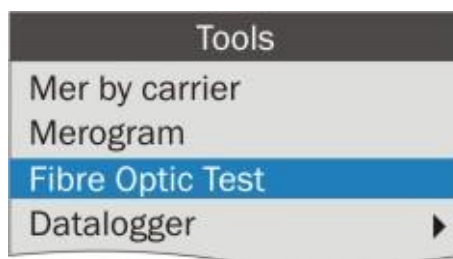 Tools
Mer by carrier
Merogram
Fibre Optic Test
Datalogger